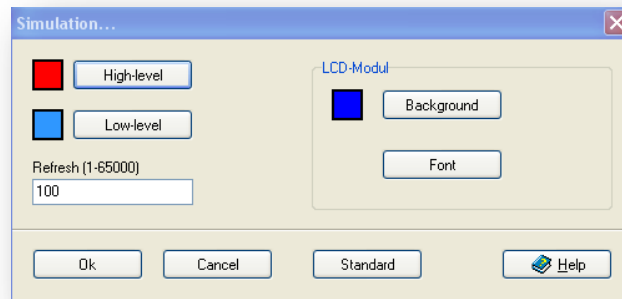 Simulation...
High-level
Low-level
Refresh (1-65000)
100
LCD-Modul
Background
Font
Ok
Cancel
Standard
Help